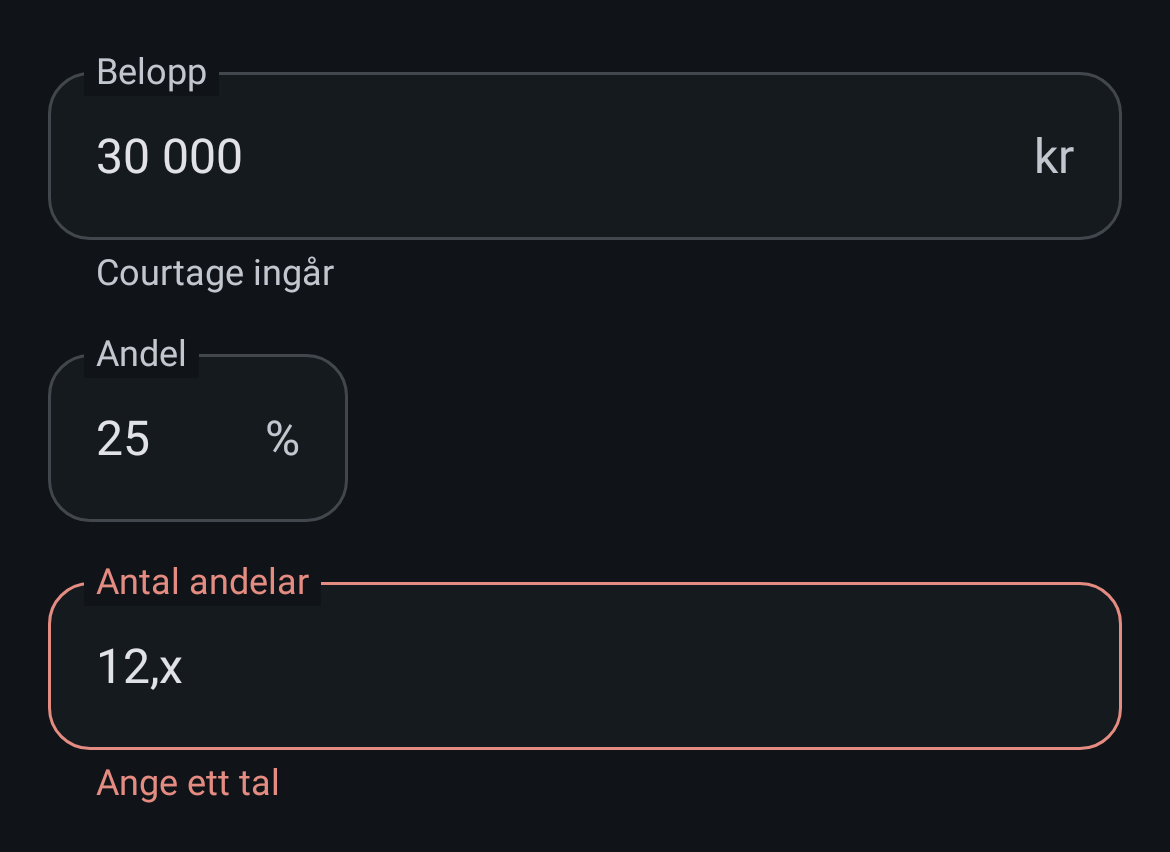 Belopp
30 000 kr
Courtage ingår
Andel
25 %
Antal andelar
12,x
Ange ett tal